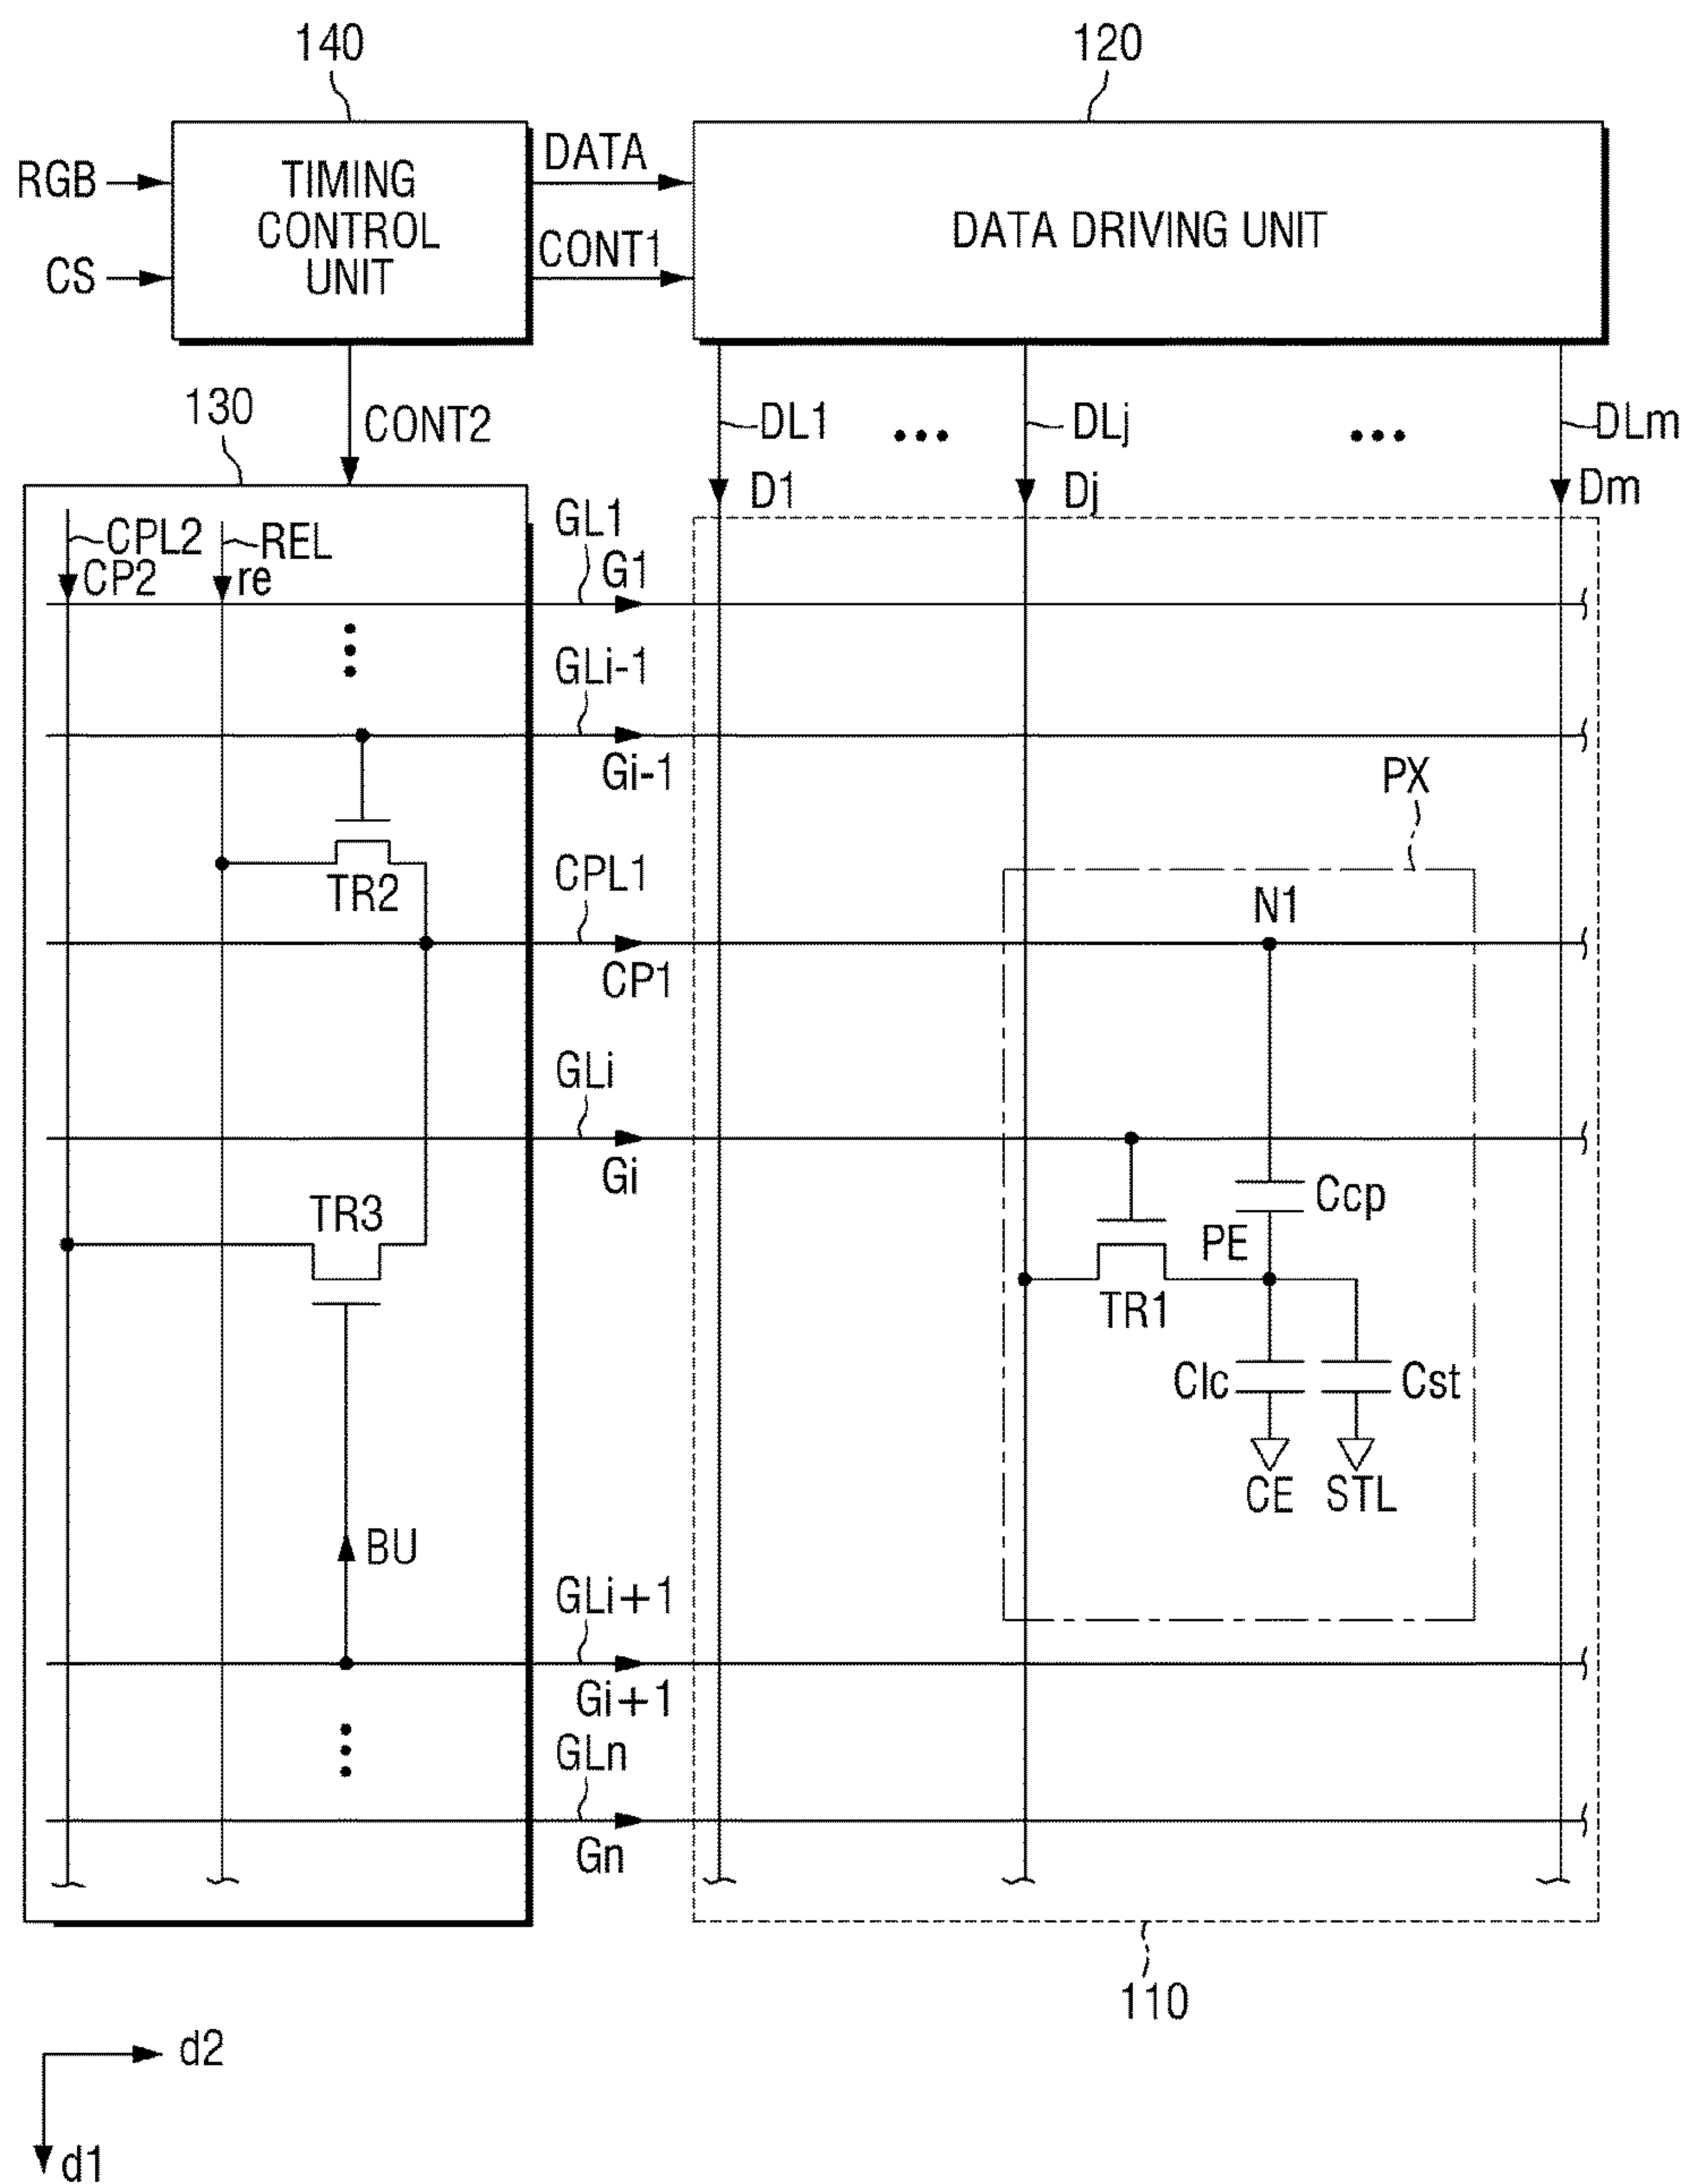 140
120
RGB
CS
TIMING
CONTROL
UNIT
DATA
CONT1
DATA DRIVING UNIT
130
CONT2
DL1
DLj
DLm
D1
Dj
Dm
CPL2
CP2
REL
re
GL1
G1
GLi-1
Gi-1
PX
TR2
CPL1
CP1
N1
GLi
Gi
TR3
Ccp
PE
TR1
Clc
Cst
CE
STL
BU
GLi+1
Gi+1
GLn
Gn
110
d2
d1